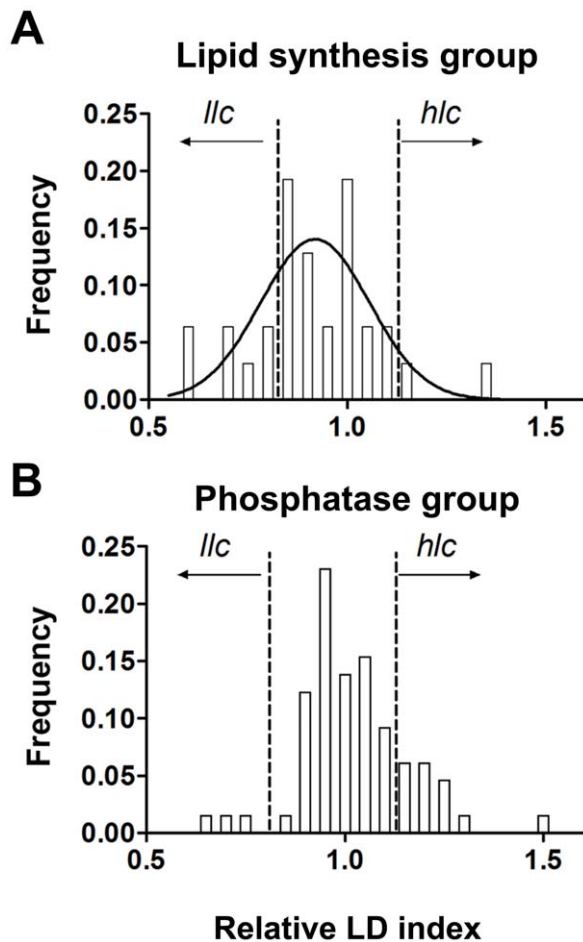 A
Lipid synthesis group
llc
hlc
Frequency
0.25
0.20
0.15
0.10
0.05
0.00
0.5
1.0
1.5
B
Phosphatase group
llc
hlc
Frequency
0.25
0.20
0.15
0.10
0.05
0.00
0.5
1.0
1.5
Relative LD index